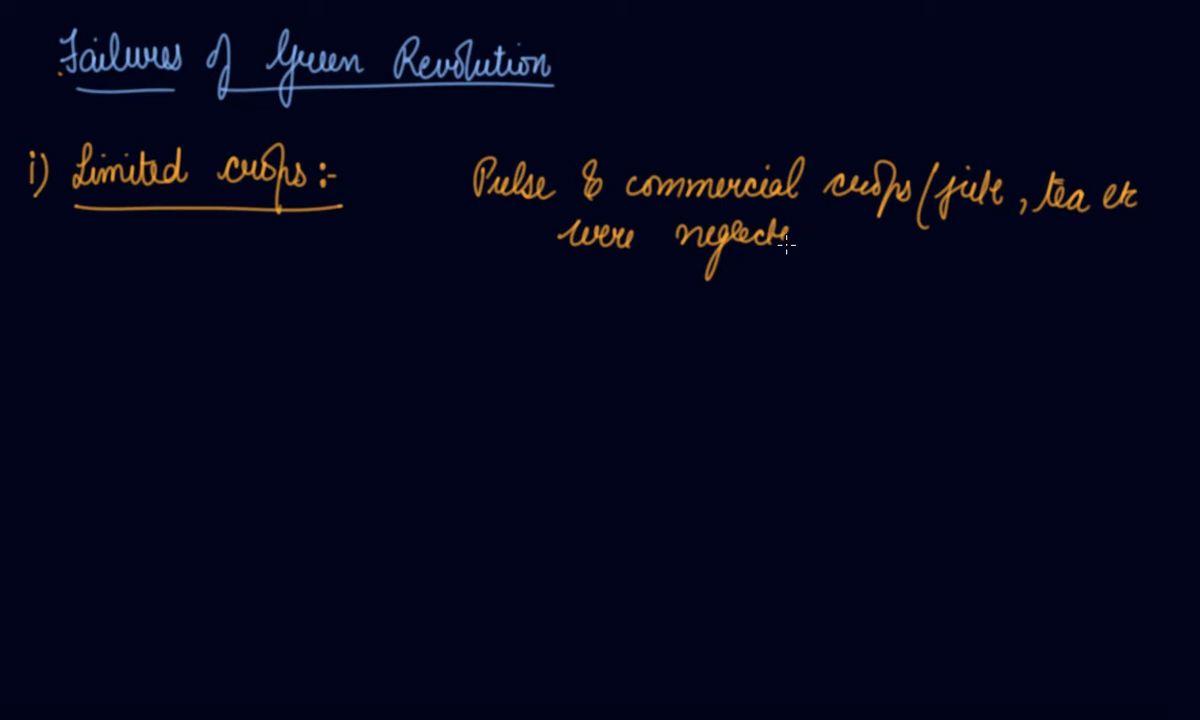 Failures of Green Revolution
i) Limited crops :- Pulse & commercial crops (jute, tea etc
were neglecte